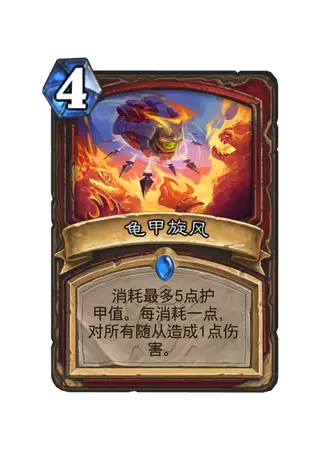 4
龟甲旋风
消耗最多5点护
甲值。每消耗一点,
对所有随从造成1点伤
害。